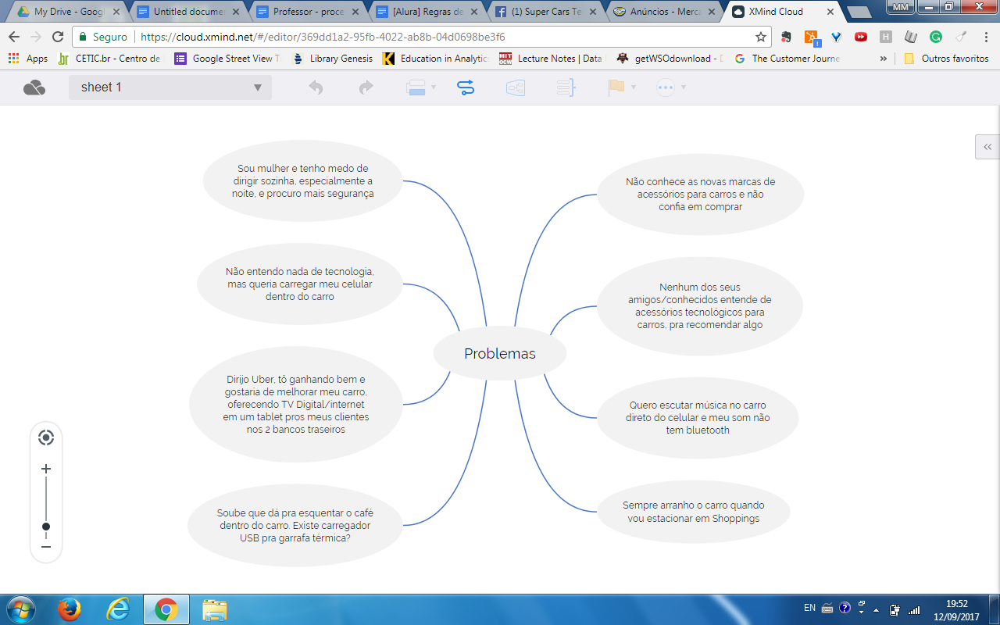 My Drive - Googl
Untitled documen
Professor - proce
[Alura] Regras de
(1) Super Cars Te
Anúncios - Merca
XMind Cloud
MM
Seguro
https://cloud.xmind.net/#/editor/369dd1a2-95fb-4022-ab8b-04d0698be3f6
Apps
CETIC.br - Centro de
Google Street View T
Library Genesis
Education in Analytic
MIT OCW
Lecture Notes | Data
getWSOdownload - D
The Customer Journe
»
Outros favoritos
sheet 1
Sou mulher e tenho medo de
dirigir sozinha, especialmente a
noite, e procuro mais segurança
Não entendo nada de tecnologia,
mas queria carregar meu celular
dentro do carro
Dirijo Uber, tô ganhando bem e
gostaria de melhorar meu carro,
oferecendo TV Digital/internet
em um tablet pros meus clientes
nos 2 bancos traseiros
Soube que dá pra esquentar o café
dentro do carro. Existe carregador
USB pra garrafa térmica?
Problemas
Não conhece as novas marcas de
acessórios para carros e não
confia em comprar
Nenhum dos seus
amigos/conhecidos entende de
acessórios tecnológicos para
carros, pra recomendar algo
Quero escutar música no carro
direto do celular e meu som não
tem bluetooth
Sempre arranho o carro quando
vou estacionar em Shoppings
EN
19:52
12/09/2017